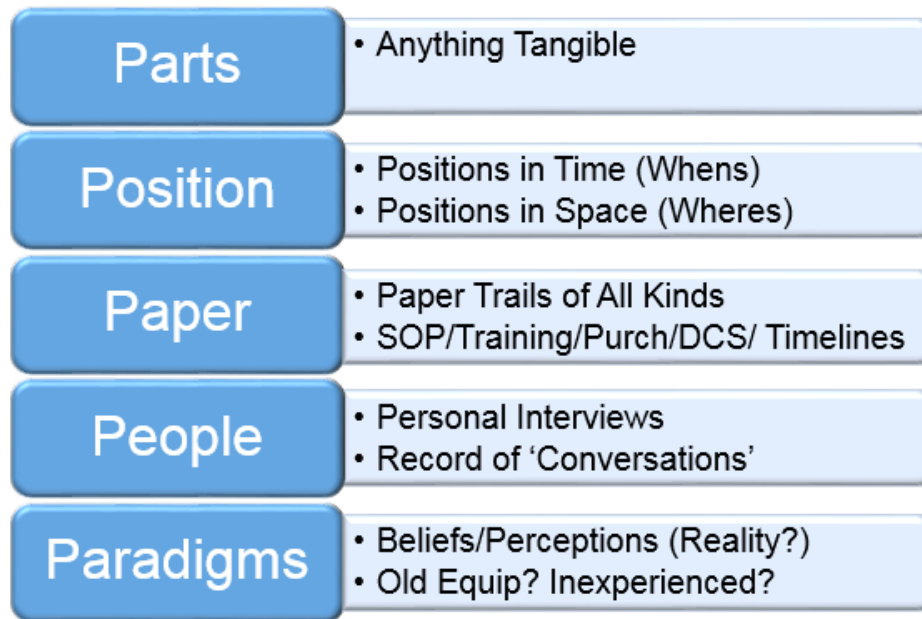 Parts
• Anything Tangible
Position
• Positions in Time (Whens)
• Positions in Space (Wheres)
Paper
• Paper Trails of All Kinds
• SOP/Training/Purch/DCS/ Timelines
People
• Personal Interviews
• Record of ‘Conversations’
Paradigms
• Beliefs/Perceptions (Reality?)
• Old Equip? Inexperienced?